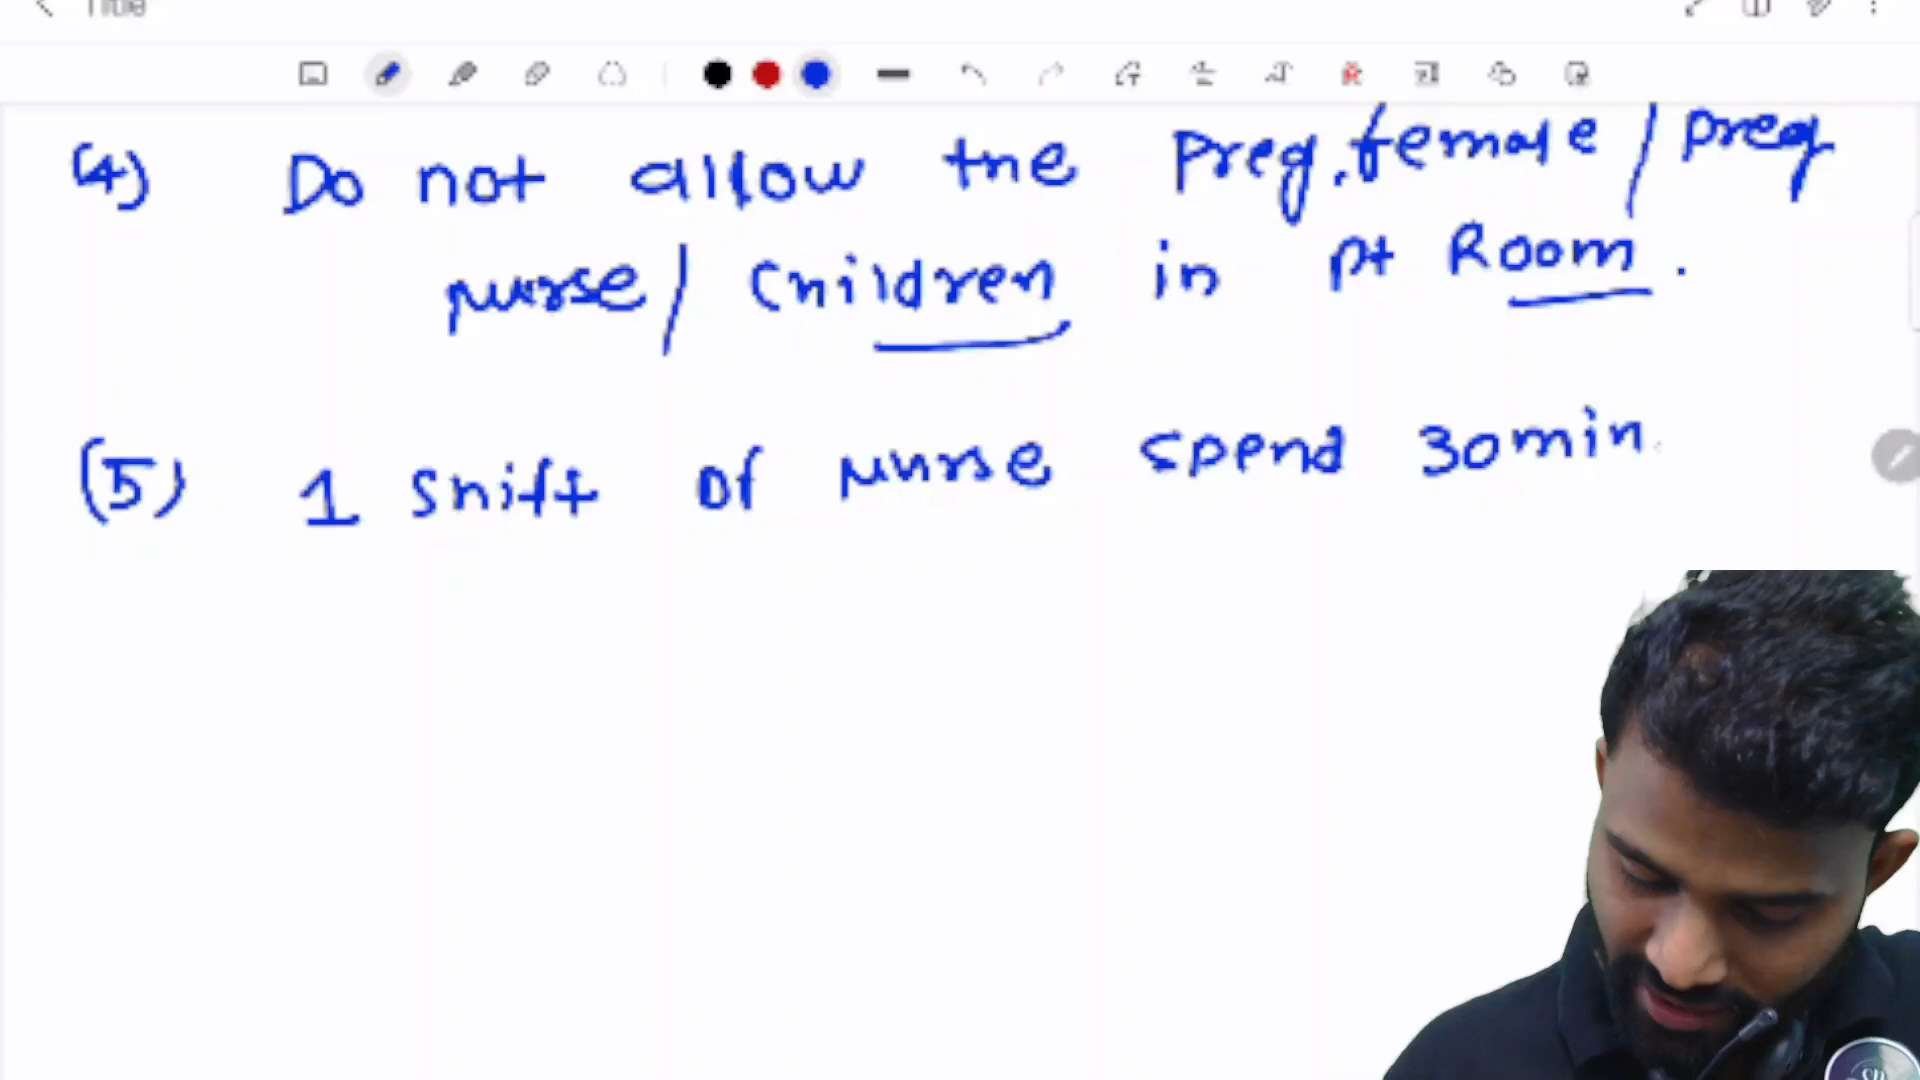 Title
(4) Do not allow the preg. female / preg
nurse / children in pt Room.
(5) 1 shift of nurse spend 30min.